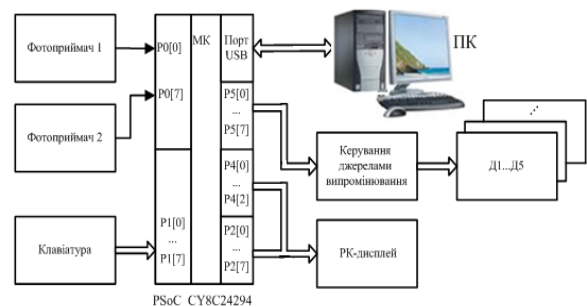 Фотоприймач 1
P0[0]
МК
Порт
USB
ПК
P0[7]
Фотоприймач 2
P5[0]
...
P5[7]
Керування
джерелами
випромінювання
Д1...Д5
P4[0]
...
P4[2]
Клавіатура
P1[0]
...
P1[7]
P2[0]
...
P2[7]
РК-дисплей
PSoC CY8C24294